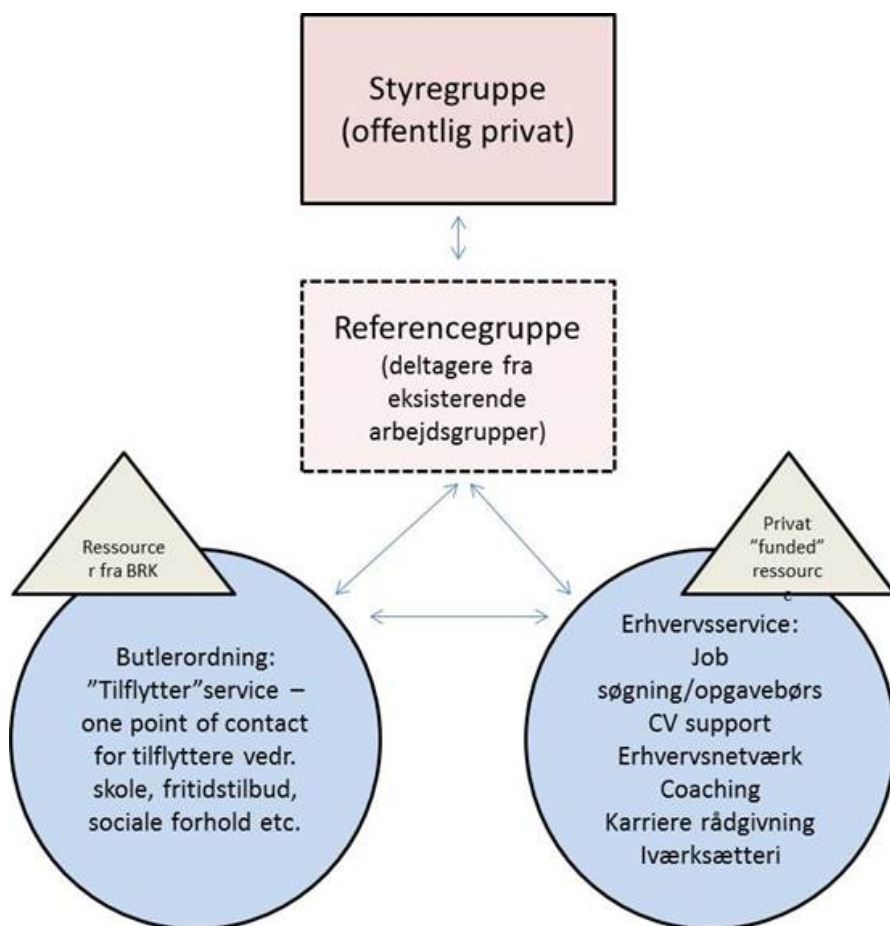 Styregruppe
(offentlig privat)
Referencegruppe
(deltagere fra
eksisterende
arbejdsgrupper)
Ressource
r fra BRK
Privat
”funded”
ressourc
e
Butlerordning:
”Tilflytter”service –
one point of contact
for tilflyttere vedr.
skole, fritidstilbud,
sociale forhold etc.
Erhvervsservice:
Job
søgning/opgavebørs
CV support
Erhvervsnetværk
Coaching
Karriere rådgivning
Iværksætteri